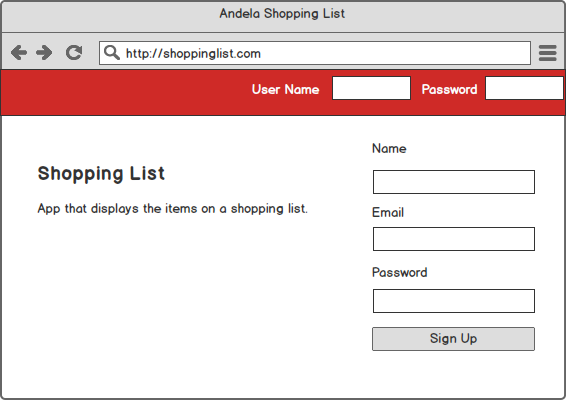 Andela Shopping List
http://shoppinglist.com
User Name Password
Shopping List
App that displays the items on a shopping list.
Name
Email
Password
Sign Up